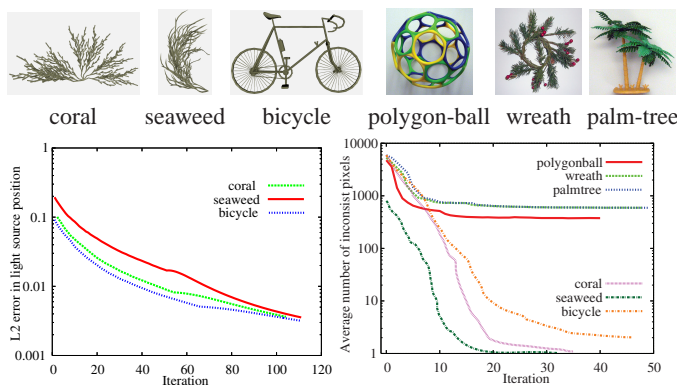 coral seaweed bicycle polygon-ball wreath palm-tree
L2 error in light source position
1
0.1
0.01
0.001
coral
seaweed
bicycle
0 20 40 60 80 100 120
Iteration
Average number of inconsist pixels
10000
1000
100
10
1
polygonball
wreath
palmtree
coral
seaweed
bicycle
0 10 20 30 40 50
Iteration